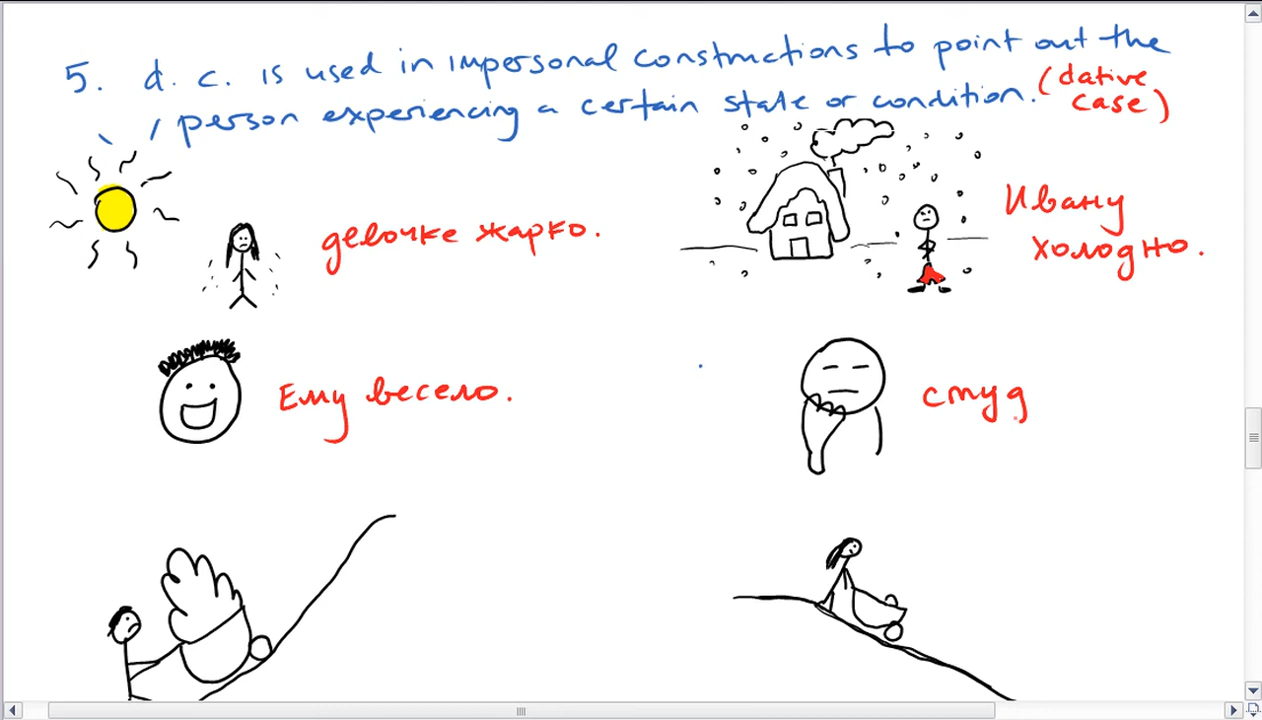 5. d. c. is used in impersonal constructions to point out the
person experiencing a certain state or condition. (dative
case)
девочке жарко.
Ивану
холодно.
Ему весело.
студ